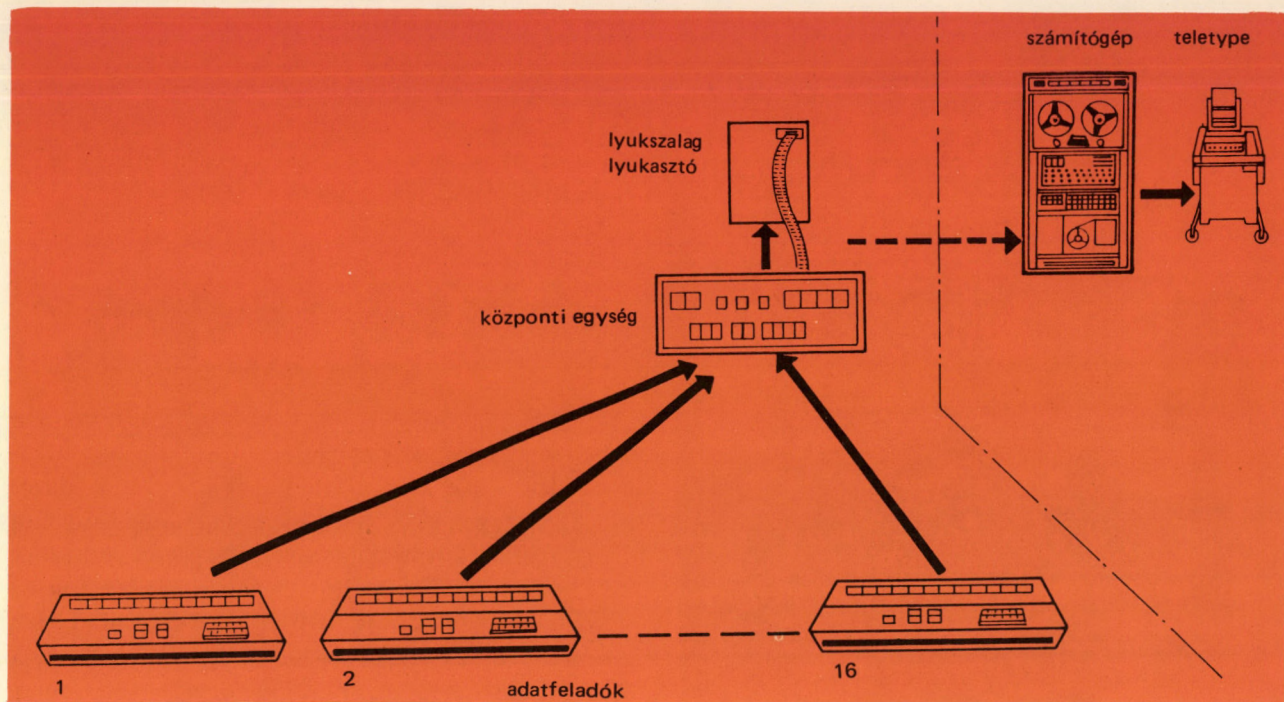 számítógép teletype
lyukszalag
lyukasztó
központi egység
1
2
16
adatfeladók